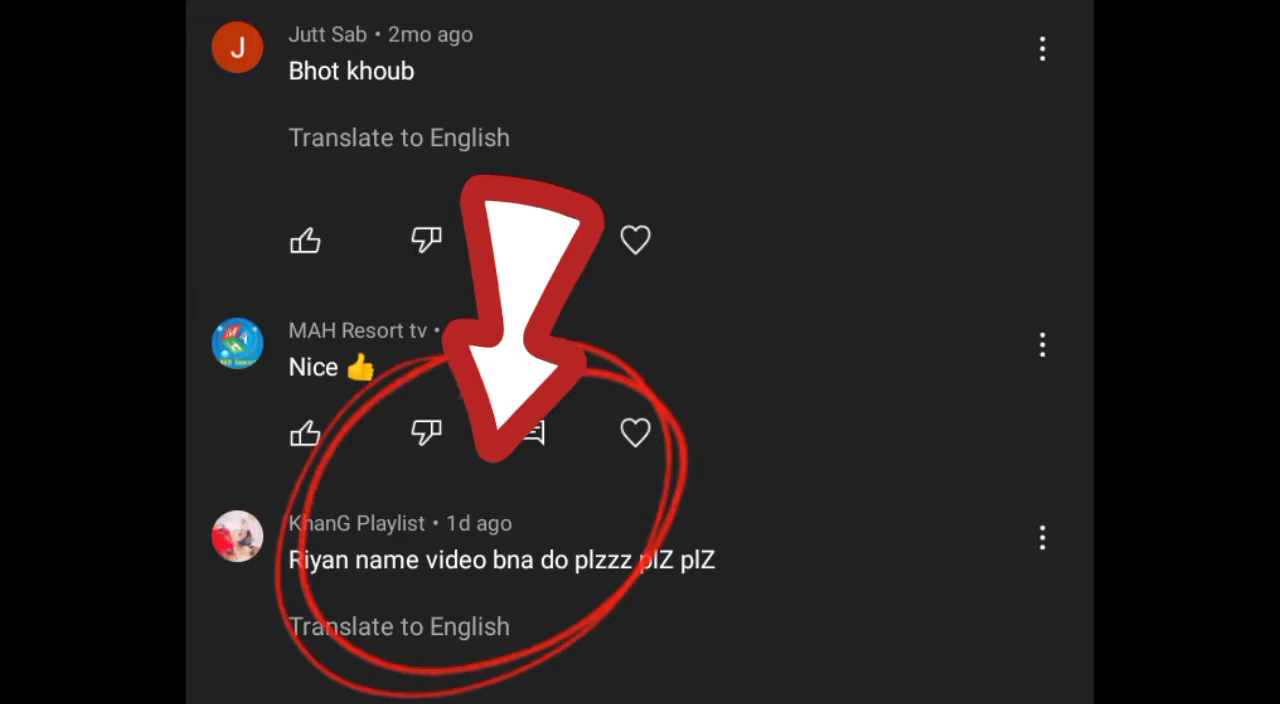 J
Jutt Sab • 2mo ago
Bhot khoub
Translate to English
MAH Resort tv •
Nice 👍
KhanG Playlist • 1d ago
Riyan name video bna do plzzz plZ plZ
Translate to English